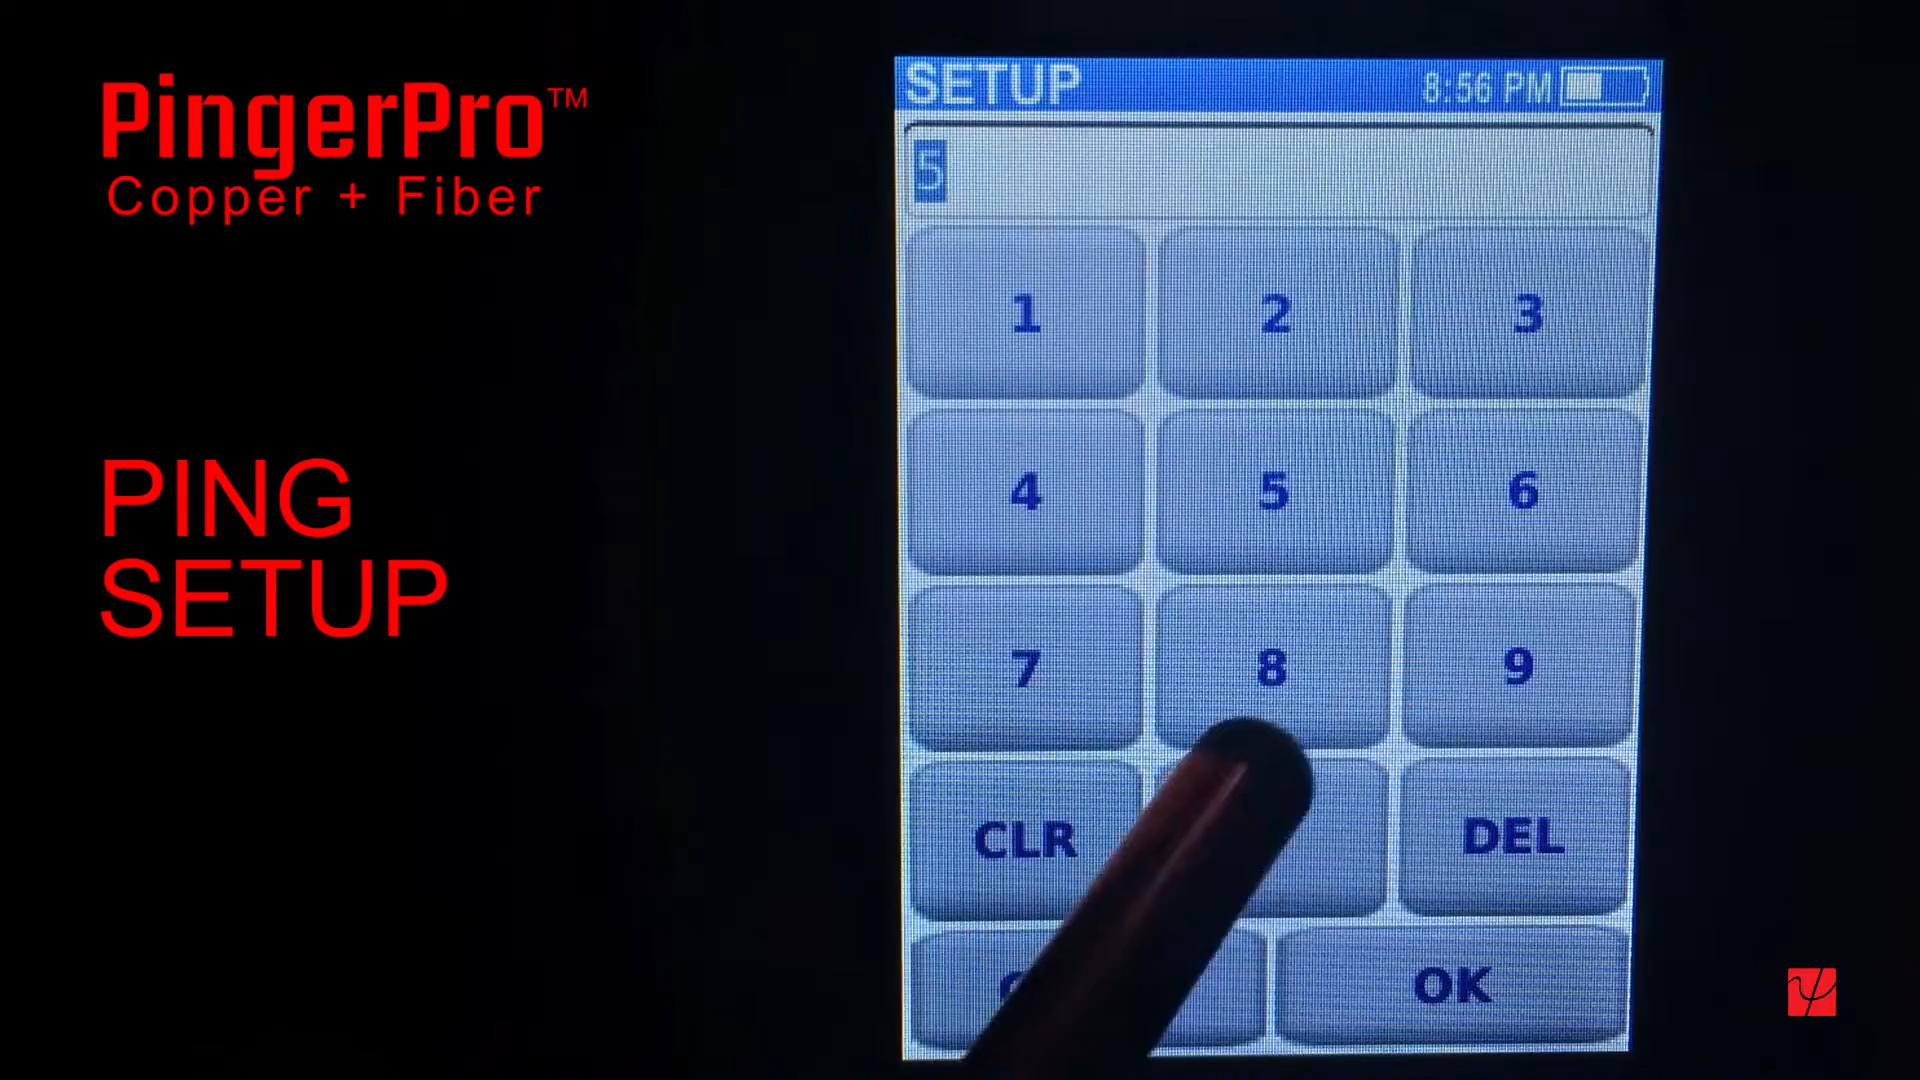 PingerPro™
Copper + Fiber
PING
SETUP
SETUP 8:56 PM
5
1 2 3
4 5 6
7 8 9
CLR DEL
OK